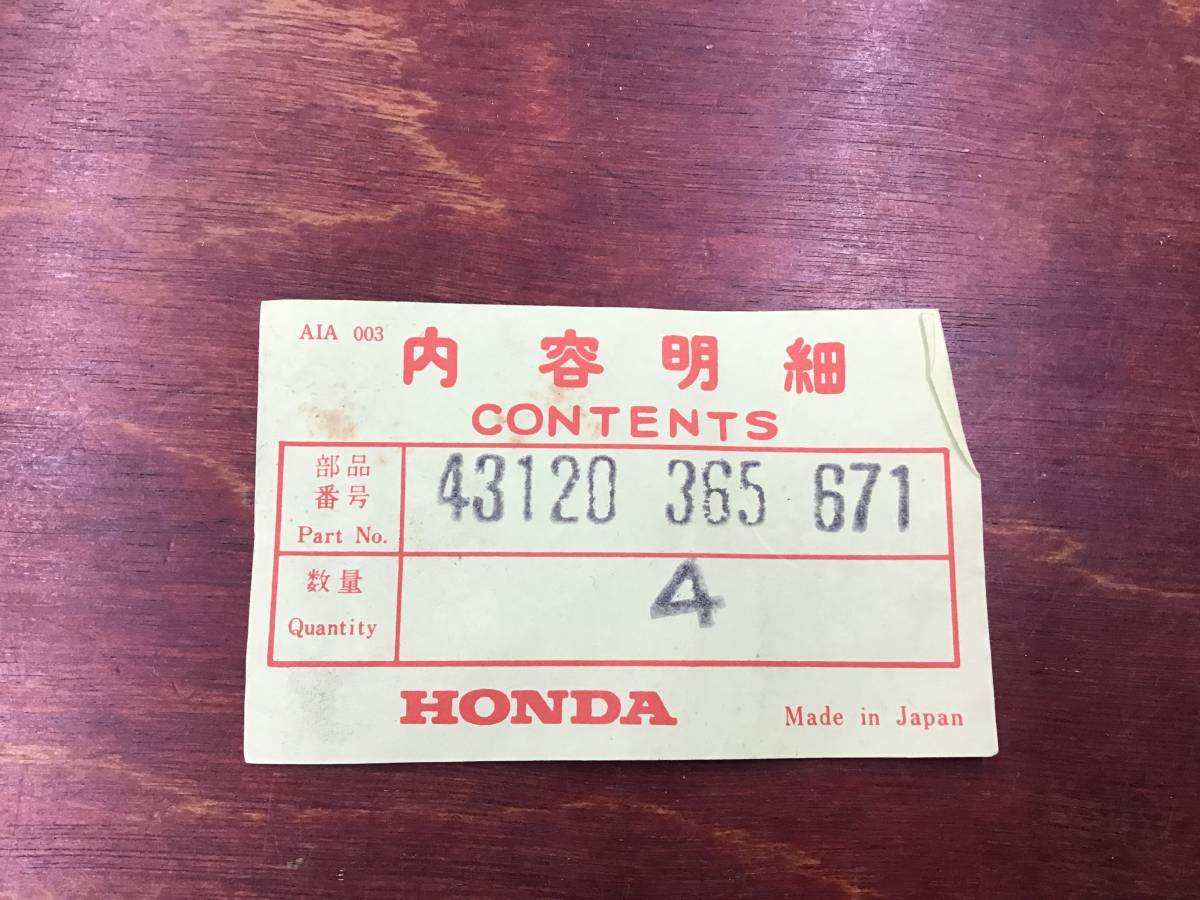 AIA 003
内容明細
CONTENTS
部品
番号
Part No.
43120 365 671
数量
Quantity
4
HONDA
Made in Japan